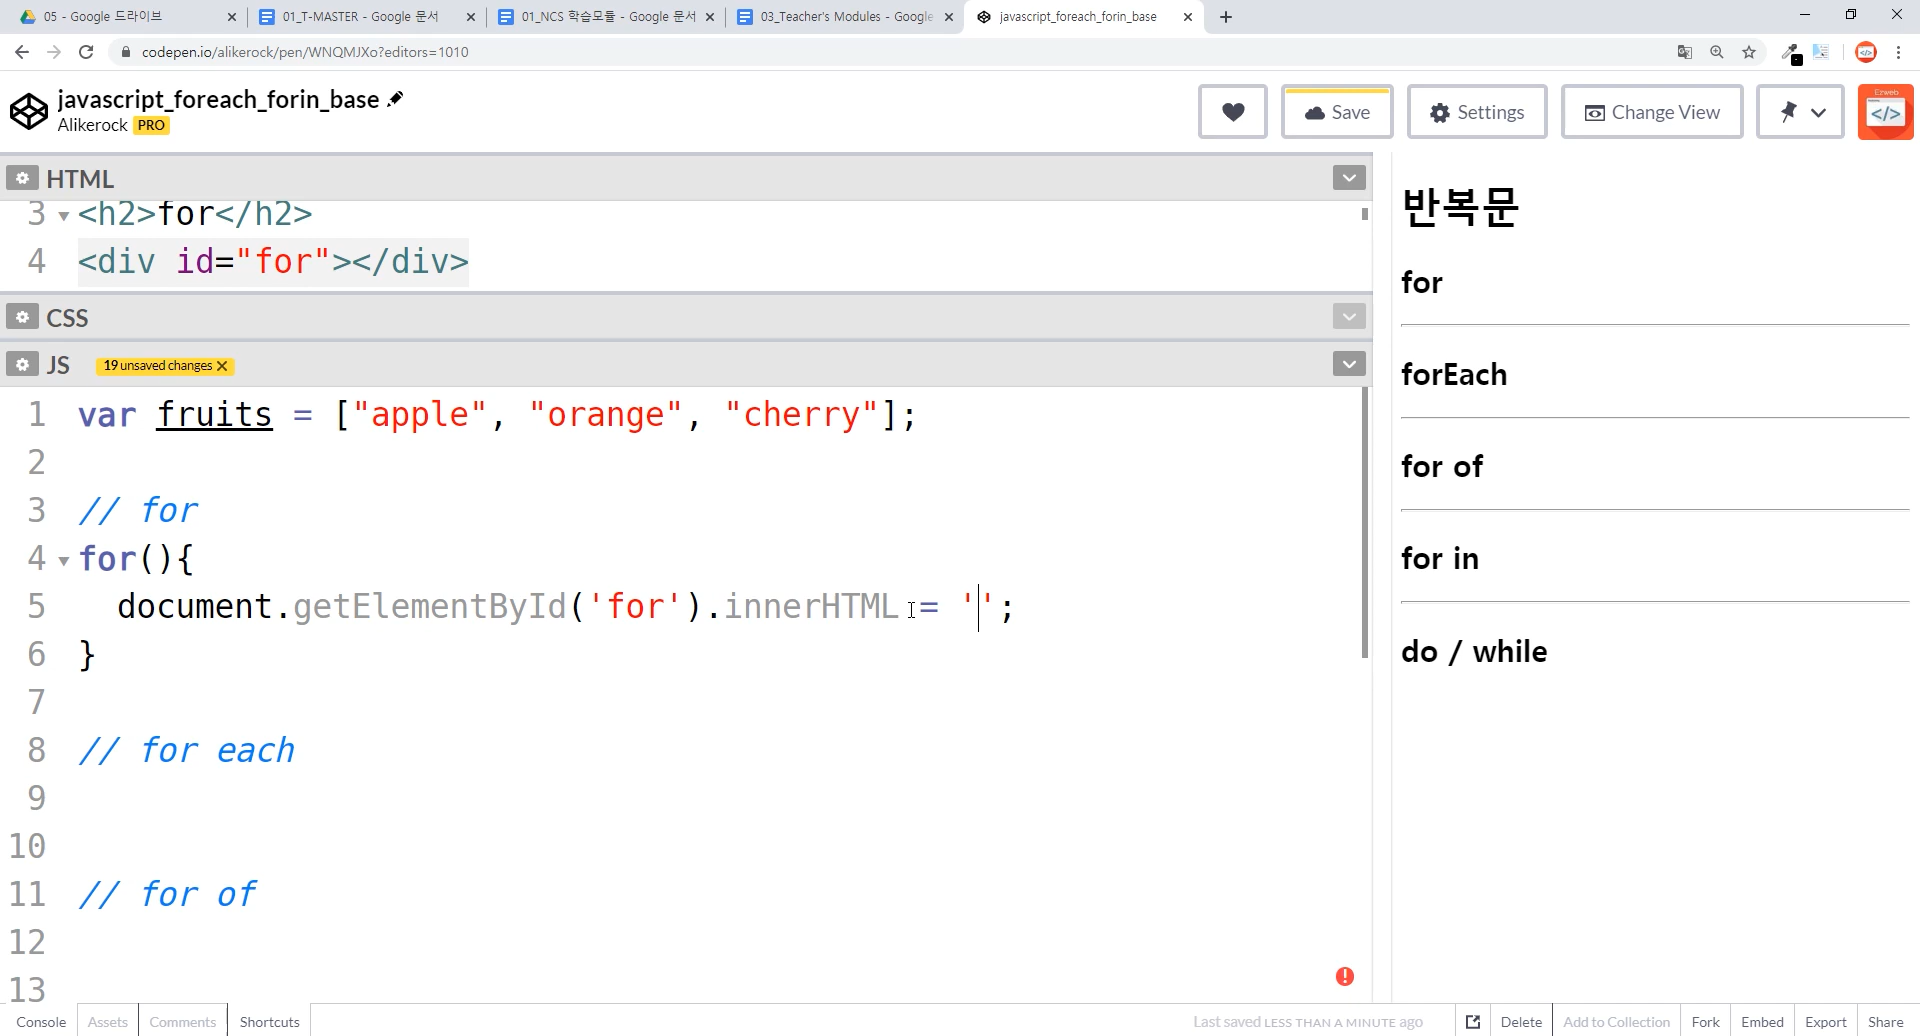 05 - Google 드라이브
01_T-MASTER - Google 문서
01_NCS 학습모듈 - Google 문서
03_Teacher's Modules - Google
javascript_foreach_forin_base
codepen.io/alikerock/pen/WNQMJXo?editors=1010
javascript_foreach_forin_base
Alikerock PRO
Save
Settings
Change View
Ezweb
</>
HTML
3 <h2>for</h2>
4 <div id="for"></div>
CSS
JS 19 unsaved changes X
1 var fruits = ["apple", "orange", "cherry"];
2
3 // for
4 for(){
5 document.getElementById('for').innerHTML = '';
6 }
7
8 // for each
9
10
11 // for of
12
13
반복문
for
forEach
for of
for in
do / while
Console Assets Comments Shortcuts
Last saved LESS THAN A MINUTE ago
Delete Add to Collection Fork Embed Export Share